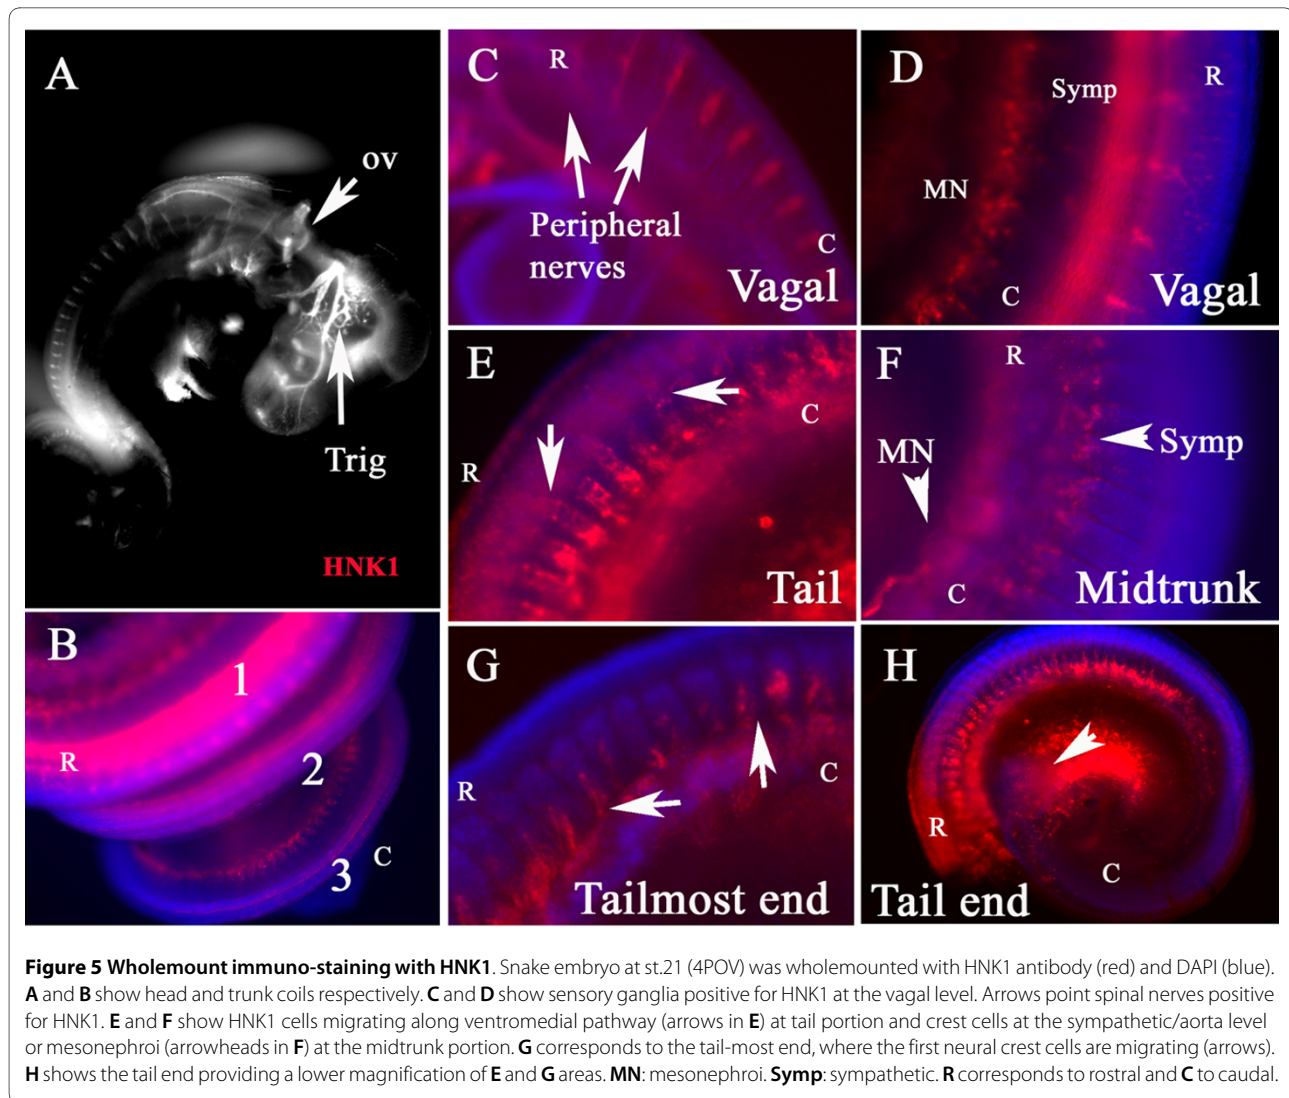 A
ov
Trig
HNK1
B
1
2
3
R
C
C
R
Peripheral
nerves
C
Vagal
D
Symp
R
MN
C
Vagal
E
R
C
Tail
F
R
MN
Symp
C
Midtrunk
G
R
C
Tailmost end
H
R
C
Tail end
Figure 5 Wholemount immuno-staining with HNK1. Snake embryo at st.21 (4POV) was wholemounted with HNK1 antibody (red) and DAPI (blue).
A and B show head and trunk coils respectively. C and D show sensory ganglia positive for HNK1 at the vagal level. Arrows point spinal nerves positive
for HNK1. E and F show HNK1 cells migrating along ventromedial pathway (arrows in E) at tail portion and crest cells at the sympathetic/aorta level
or mesonephroi (arrowheads in F) at the midtrunk portion. G corresponds to the tail-most end, where the first neural crest cells are migrating (arrows).
H shows the tail end providing a lower magnification of E and G areas. MN: mesonephroi. Symp: sympathetic. R corresponds to rostral and C to caudal.